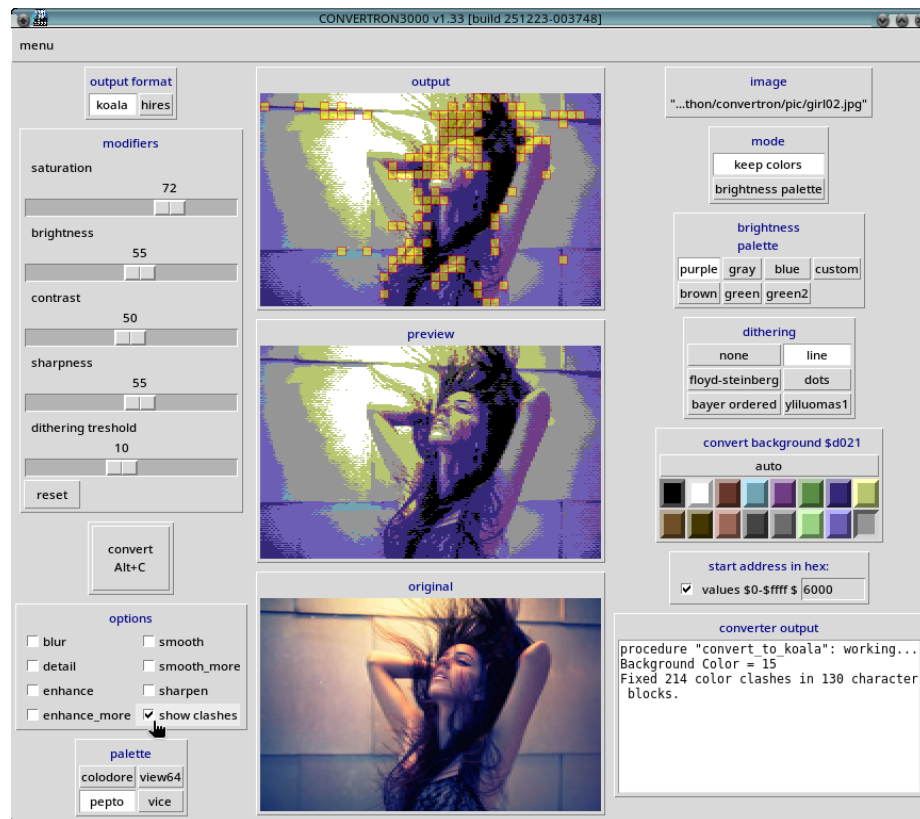 CONVERTRON3000 v1.33 [build 251223-003748]
menu
output format
koala hires
modifiers
saturation
72
brightness
55
contrast
50
sharpness
55
dithering treshold
10
reset
convert
Alt+C
options
blur smooth
detail smooth_more
enhance sharpen
enhance_more show clashes
palette
colodore view64
pepto vice
output
preview
original
image
"...thon/convertron/pic/girl02.jpg"
mode
keep colors
brightness palette
brightness
palette
purple gray blue custom
brown green green2
dithering
none line
floyd-steinberg dots
bayer ordered yliluomas1
convert background $d021
auto
start address in hex:
values $0-$ffff $ 6000
converter output
procedure "convert_to_koala": working...
Background Color = 15
Fixed 214 color clashes in 130 character
blocks.